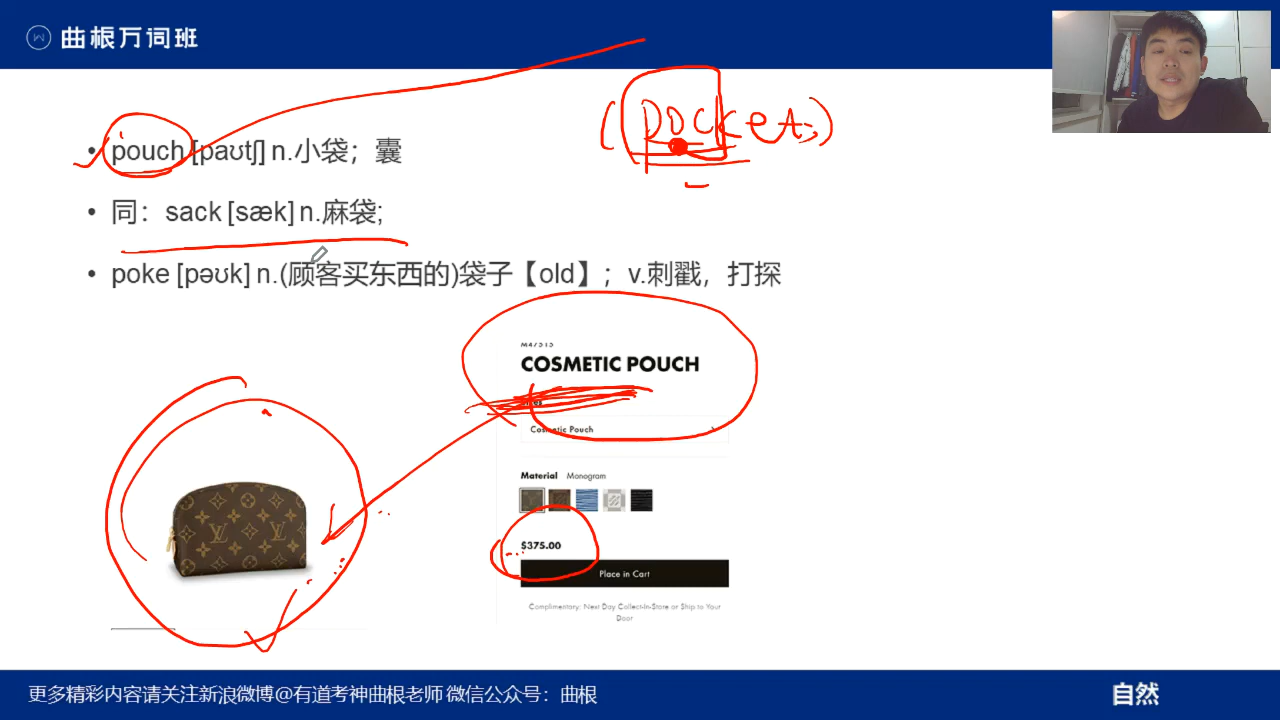 曲根万词班
(pocket,)
• pouch [paʊtʃ] n.小袋；囊
• 同：sack [sæk] n.麻袋;
• poke [pəʊk] n.(顾客买东西的)袋子【old】；v.刺戳，打探
M47515
COSMETIC POUCH
Cosmetic Pouch
Material Monogram
$375.00
Place in Cart
Complimentary: Next Day Collect-In-Store or Ship to Your
Door
更多精彩内容请关注新浪微博@有道考神曲根老师 微信公众号：曲根
自然